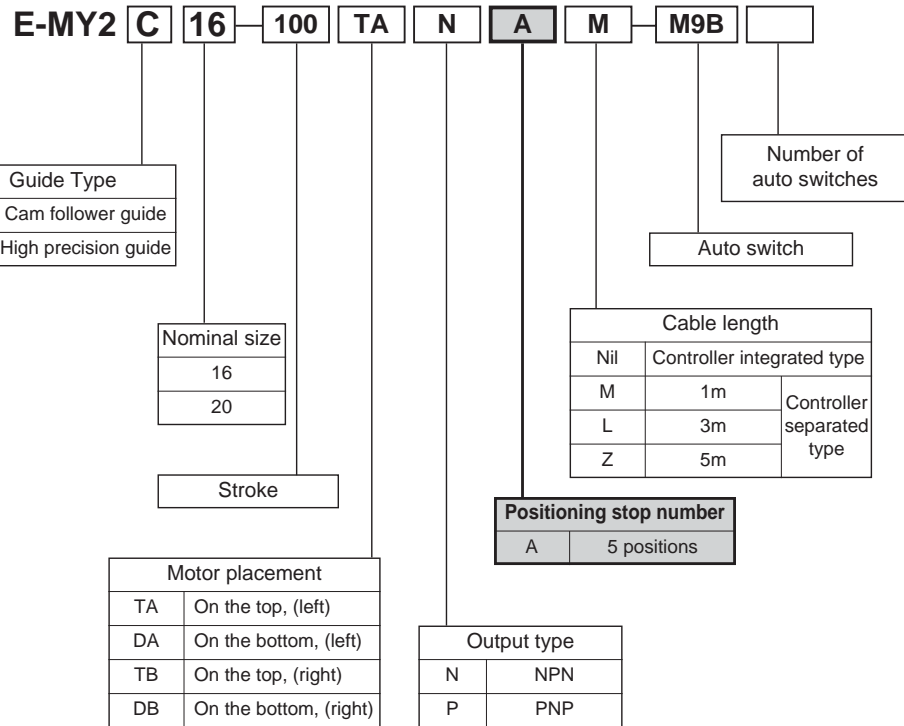 E-MY2 C 16 - 100 TA N A M - M9B
Number of
auto switches
Guide Type
Cam follower guide
High precision guide
Auto switch
Nominal size
16
20
Cable length
Nil Controller integrated type
M 1m
L 3m
Z 5m
Controller
separated
type
Stroke
Positioning stop number
A 5 positions
Motor placement
TA On the top, (left)
DA On the bottom, (left)
TB On the top, (right)
DB On the bottom, (right)
Output type
N NPN
P PNP